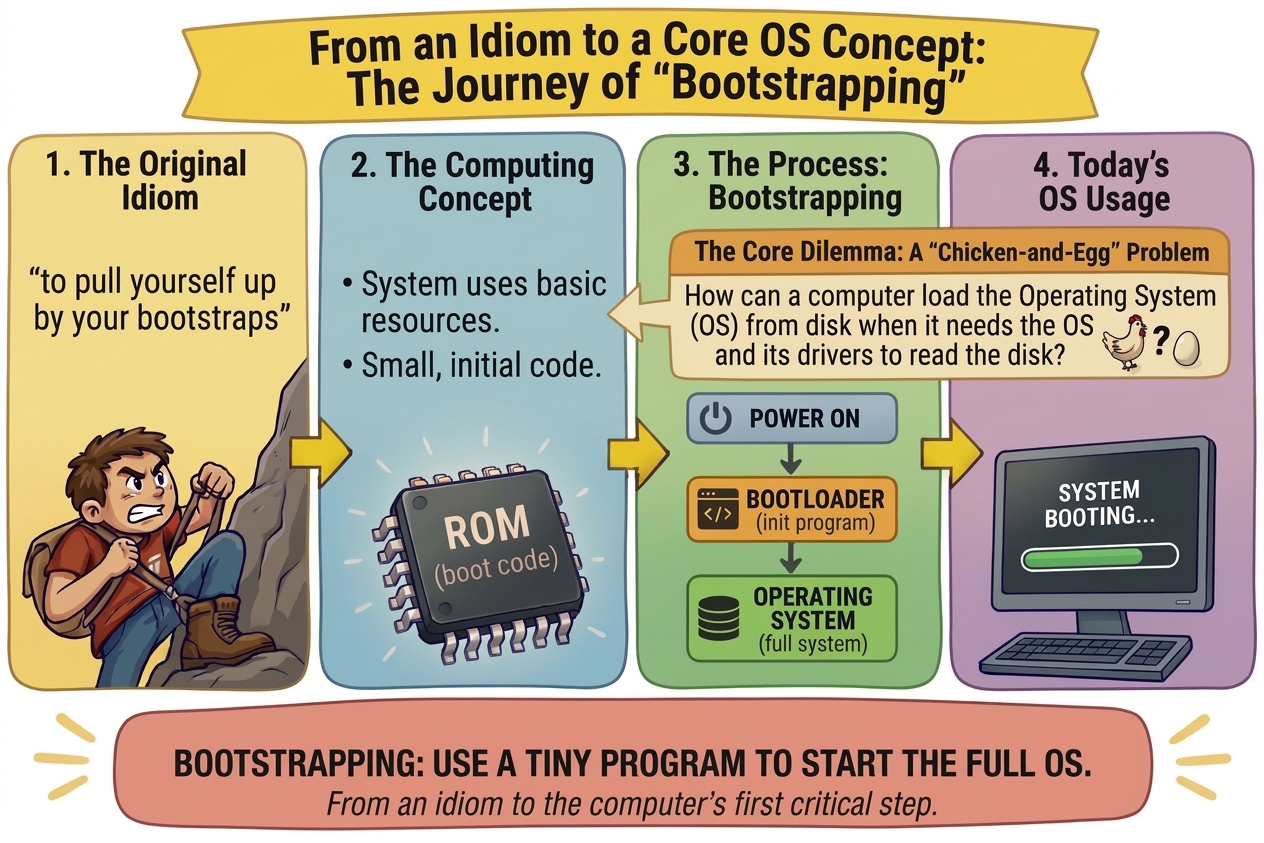 From an Idiom to a Core OS Concept:
The Journey of “Bootstrapping”
1. The Original
Idiom
“to pull yourself up
by your bootstraps”
2. The Computing
Concept
• System uses basic
resources.
• Small, initial code.
ROM
(boot code)
3. The Process:
Bootstrapping
The Core Dilemma: A “Chicken-and-Egg” Problem
How can a computer load the Operating System
(OS) from disk when it needs the OS
and its drivers to read the disk?
?
POWER ON
</>
BOOTLOADER
(init program)
OPERATING
SYSTEM
(full system)
4. Today’s
OS Usage
SYSTEM
BOOTING...
BOOTSTRAPPING: USE A TINY PROGRAM TO START THE FULL OS.
From an idiom to the computer’s first critical step.